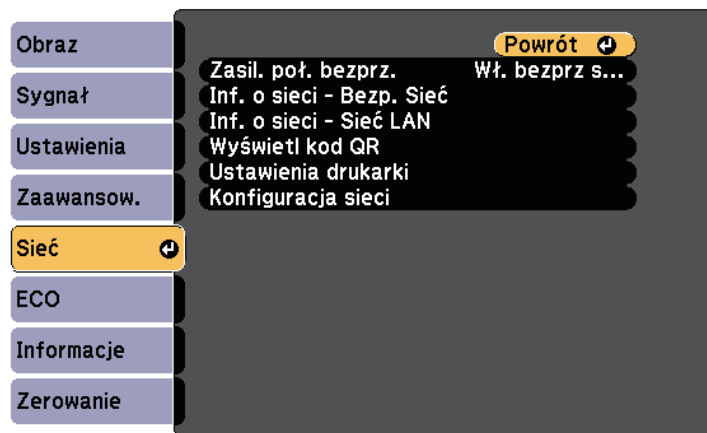 Obraz
Sygnał
Ustawienia
Zaawansow.
Sieć
ECO
Informacje
Zerowanie
Powrót
Zasil. poł. bezprz. Wł. bezprz s...
Inf. o sieci - Bezp. Sieć
Inf. o sieci - Sieć LAN
Wyświetl kod QR
Ustawienia drukarki
Konfiguracja sieci